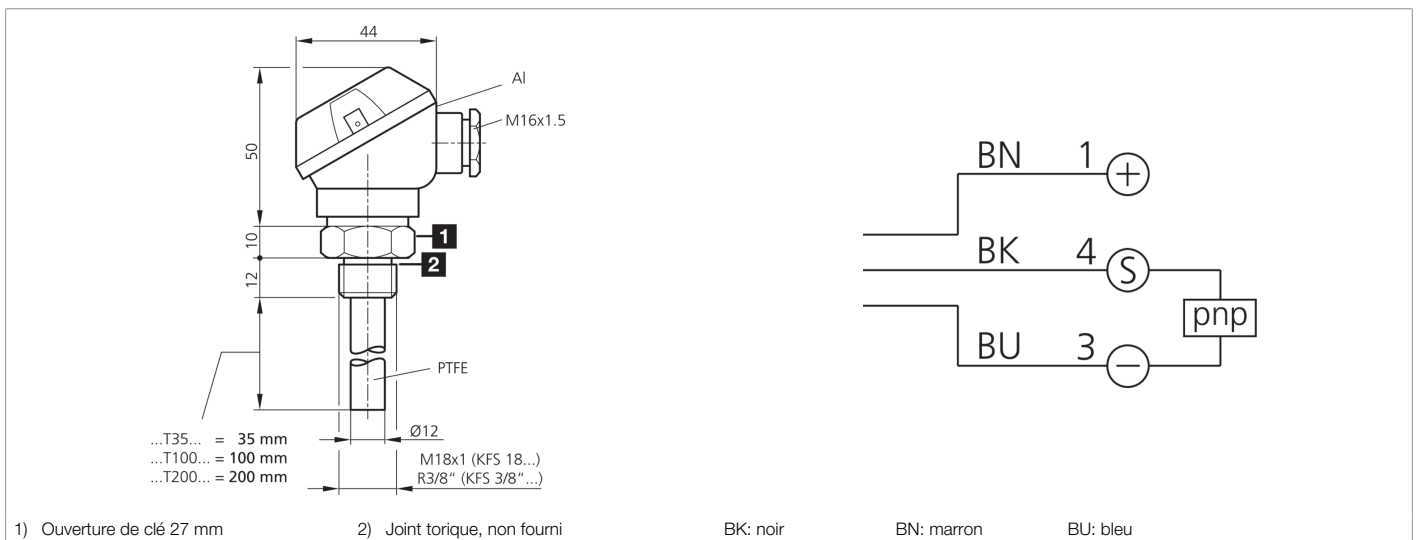 44
Al
M16x1.5
50
10
1
2
12
PTFE
...T35... = 35 mm
...T100... = 100 mm
...T200... = 200 mm
Ø12
M18x1 (KFS 18...)
R3/8“ (KFS 3/8“...)
BN 1 +
BK 4 S
pnp
BU 3 −
1) Ouverture de clé 27 mm
2) Joint torique, non fourni
BK: noir
BN: marron
BU: bleu